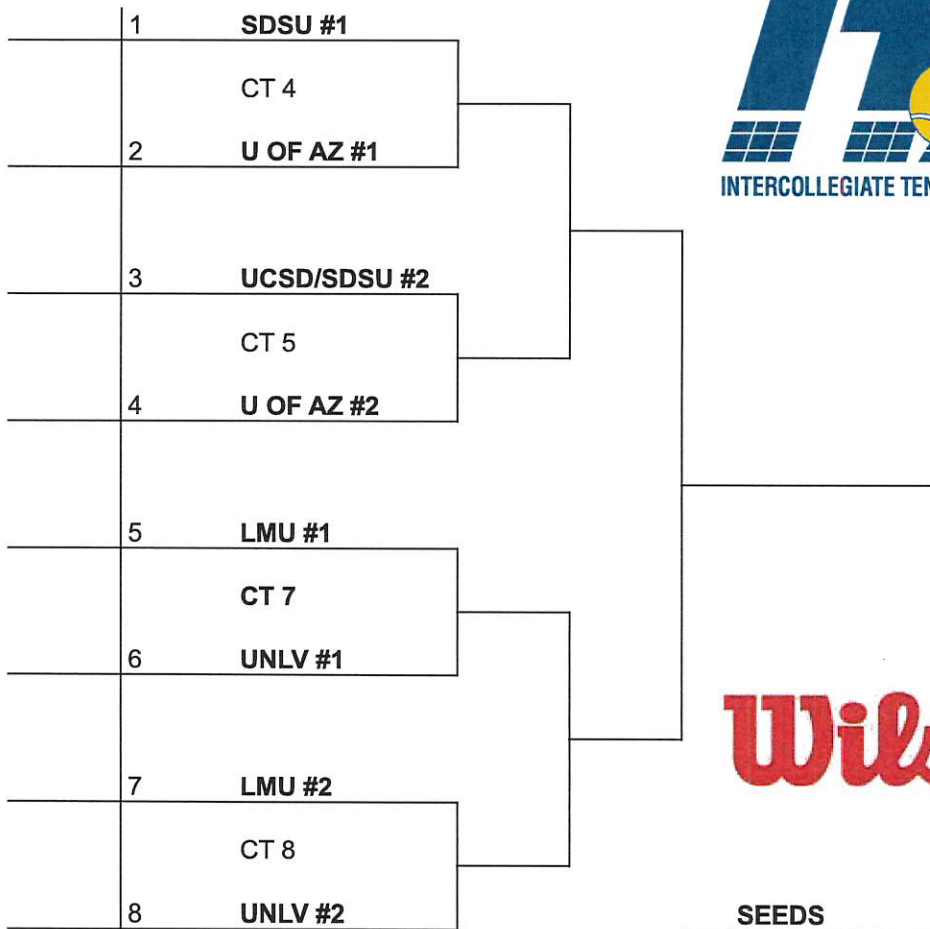 1 SDSU #1
CT 4
2 U OF AZ #1
INTERCOLLEGIATE
3 UCSD/SDSU #2
CT 5
4 U OF AZ #2
5 LMU #1
CT 7
6 UNLV #1
7 LMU #2
CT 8
8 UNLV #2
SEEDS